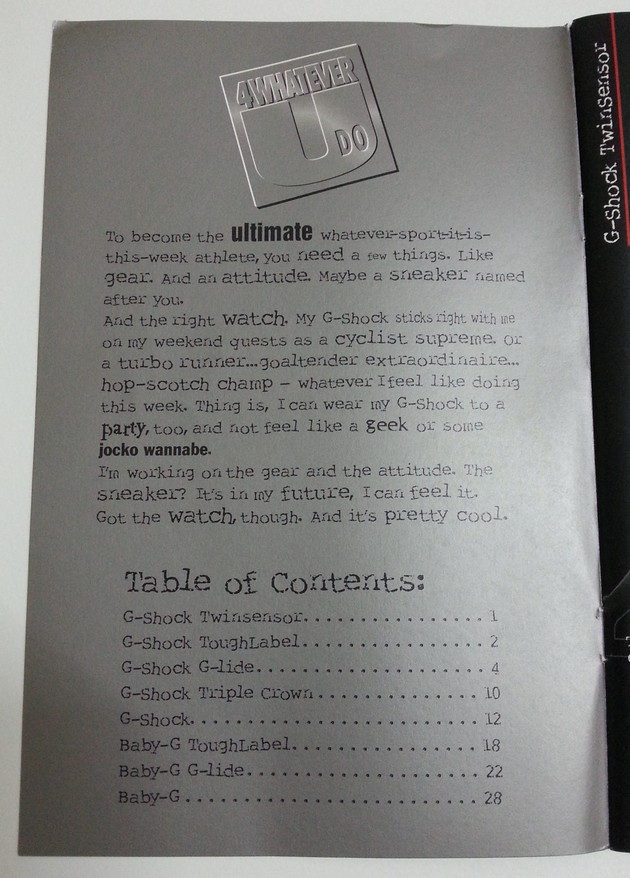 4WHATEVER
U
DO
To become the ultimate whatever-sport-it-is-
this-week athlete, you need a few things. Like
gear. And an attitude. Maybe a sneaker named
after you.
And the right watch. My G-Shock sticks right with me
on my weekend quests as a cyclist supreme. or
a turbo runner...goaltender extraordinaire...
hop-scotch champ – whatever I feel like doing
this week. Thing is, I can wear my G-Shock to a
party, too, and not feel like a geek or some
jocko wannabe.
I'm working on the gear and the attitude. The
sneaker? It's in my future, I can feel it.
Got the watch, though. And it's pretty cool.
Table of Contents:
G-Shock Twinsensor................ 1
G-Shock ToughLabel................ 2
G-Shock G-lide.................... 4
G-Shock Triple Crown.............. 10
G-Shock........................... 12
Baby-G ToughLabel................. 18
Baby-G G-lide..................... 22
Baby-G............................ 28
G-Shock Twinsensor